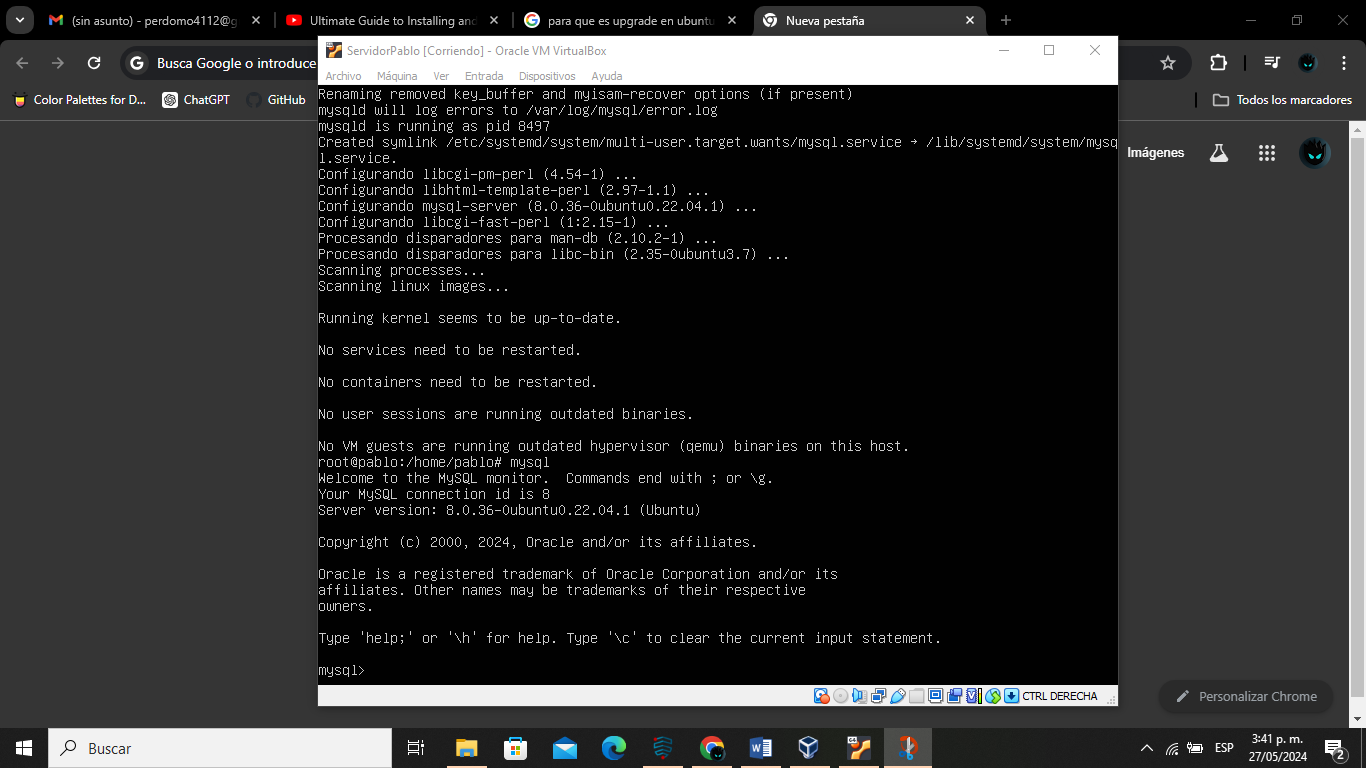 (sin asunto) - perdomo4112@g
Ultimate Guide to Installing and
para que es upgrade en ubuntu
Nueva pestaña
Busca Google o introduce
Color Palettes for D...
ChatGPT
GitHub
Todos los marcadores
Imágenes
ServidorPablo [Corriendo] - Oracle VM VirtualBox
Archivo Máquina Ver Entrada Dispositivos Ayuda
Renaming removed key_buffer and myisam-recover options (if present)
mysqld will log errors to /var/log/mysql/error.log
mysqld is running as pid 8497
Created symlink /etc/systemd/system/multi-user.target.wants/mysql.service → /lib/systemd/system/mysq
l.service.
Configurando libcgi-pm-perl (4.54-1) ...
Configurando libhtml-template-perl (2.97-1.1) ...
Configurando mysql-server (8.0.36-0ubuntu0.22.04.1) ...
Configurando libcgi-fast-perl (1:2.15-1) ...
Procesando disparadores para man-db (2.10.2-1) ...
Procesando disparadores para libc-bin (2.35-0ubuntu3.7) ...
Scanning processes...
Scanning linux images...
Running kernel seems to be up-to-date.
No services need to be restarted.
No containers need to be restarted.
No user sessions are running outdated binaries.
No VM guests are running outdated hypervisor (qemu) binaries on this host.
root@pablo:/home/pablo# mysql
Welcome to the MySQL monitor.  Commands end with ; or \g.
Your MySQL connection id is 8
Server version: 8.0.36-0ubuntu0.22.04.1 (Ubuntu)
Copyright (c) 2000, 2024, Oracle and/or its affiliates.
Oracle is a registered trademark of Oracle Corporation and/or its
affiliates. Other names may be trademarks of their respective
owners.
Type 'help;' or '\h' for help. Type '\c' to clear the current input statement.
mysql>
CTRL DERECHA
Personalizar Chrome
Buscar
ESP
3:41 p. m.
27/05/2024
2